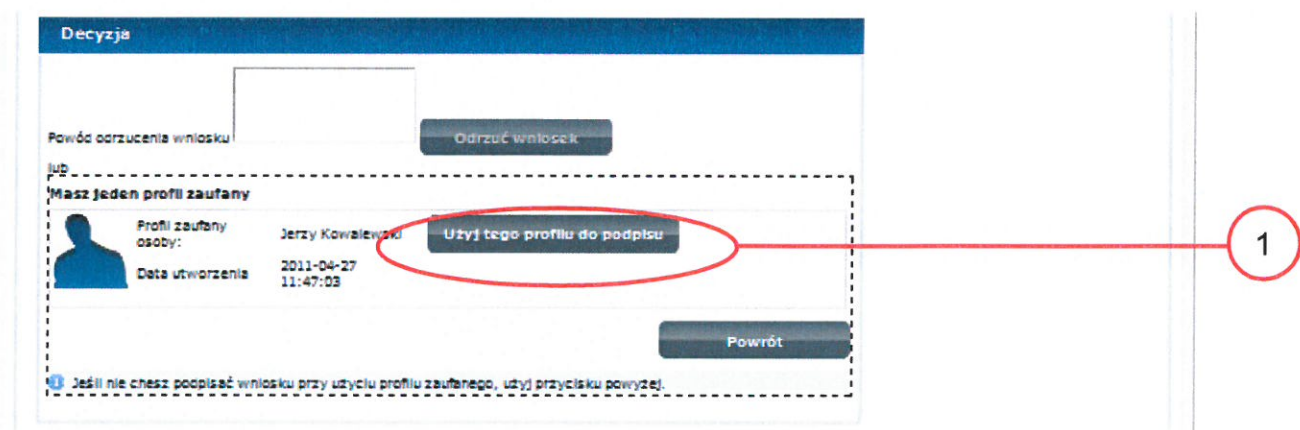 Decyzja
Powód odrzucenia wniosku
Odrzuć wniosek
lub
Masz jeden profil zaufany
Profil zaufany
osoby:
Jerzy Kowalewski
Użyj tego profilu do podpisu
1
Data utworzenia
2011-04-27
11:47:03
Powrót
Jeśli nie chesz podpisać wniosku przy użyciu profilu zaufanego, użyj przycisku powyżej.